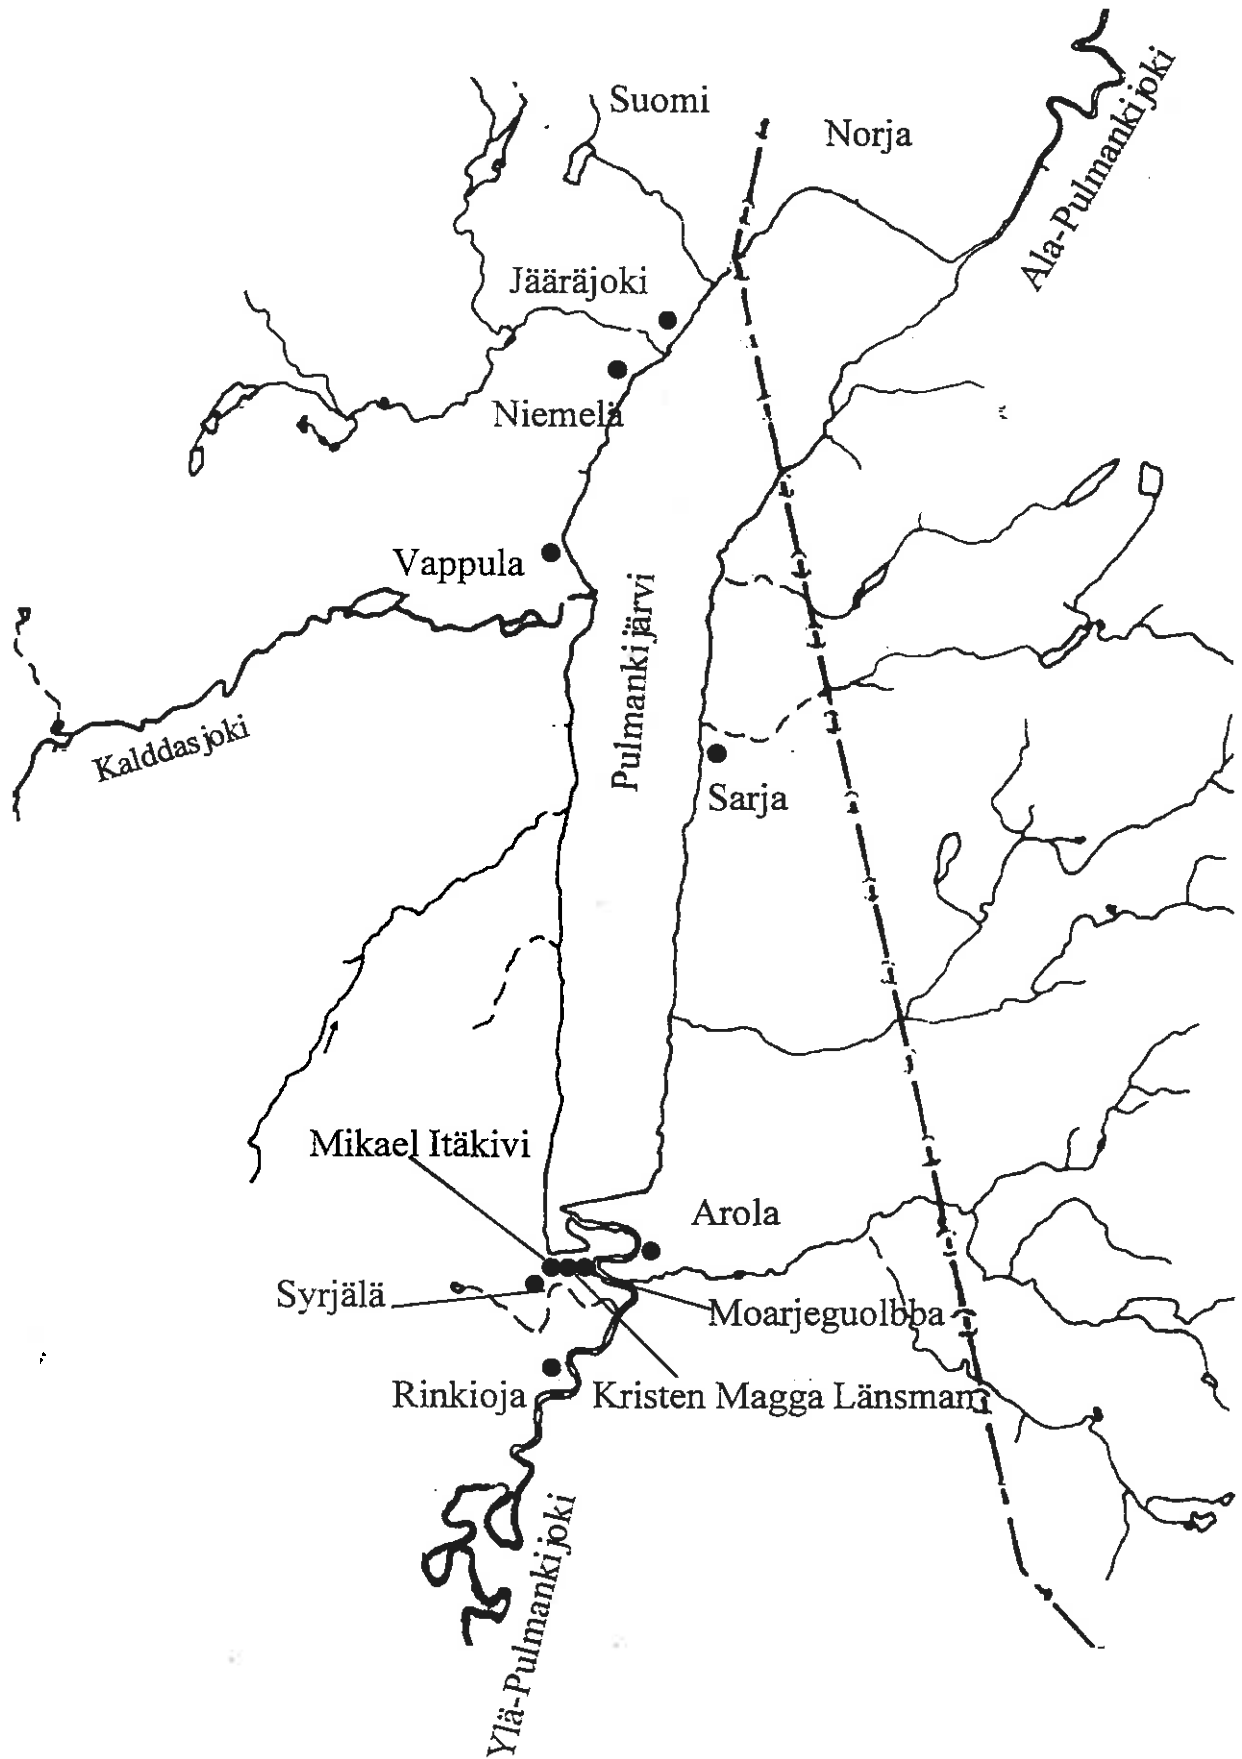 Suomi
Norja
Ala-Pulmankijoki
Jääräjoki
Niemelä
Vappula
Pulmankijärvi
Kalddasjoki
Sarja
Mikael Itäkivi
Arola
Syrjälä
Moarjeguolbba
Rinkioja
Kristen Magga Länsman
Ylä-Pulmankijoki